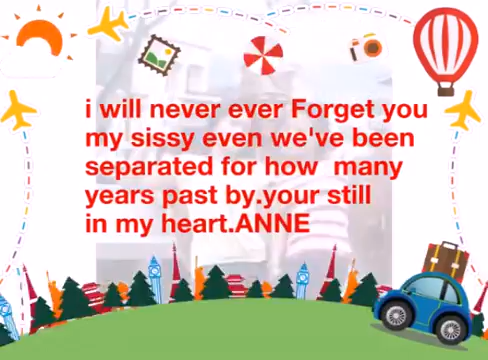 i will never ever Forget you
my sissy even we've been
separated for how many
years past by.your still
in my heart.ANNE